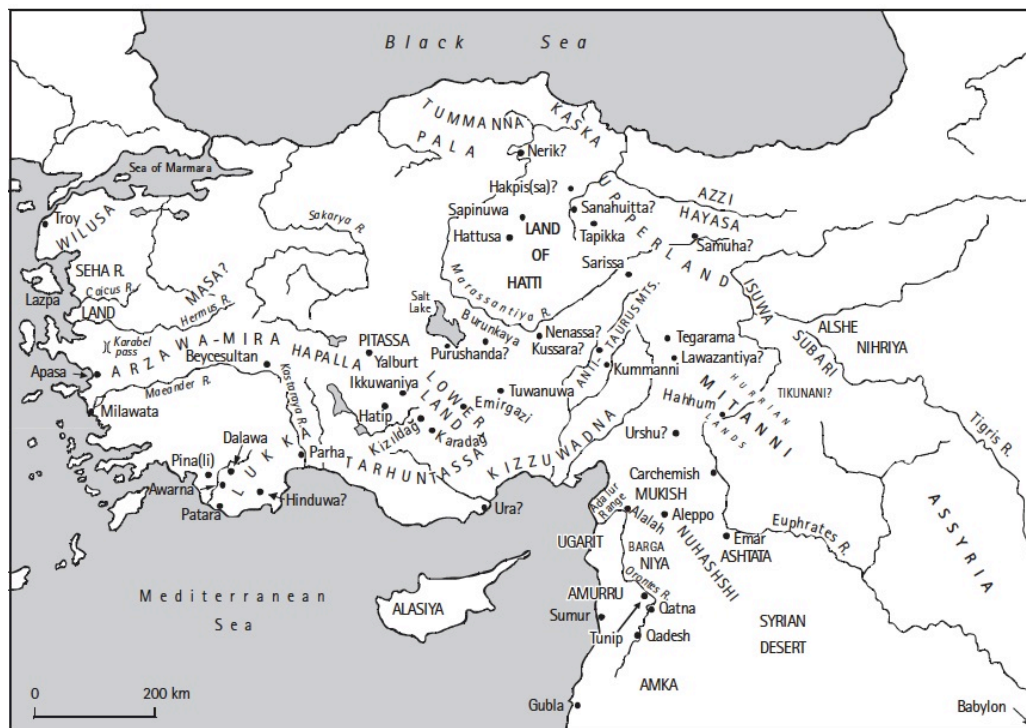 Black Sea
TUMMANNA
KASKA
PALA
Nerik?
Sea of Marmara
Hakpis(sa)?
AZZI
Troy
WILUSA
Sakarya R.
Sapinuwa
LAND
OF
HATTI
Hattusa
Sanahuitta?
Tapikka
UPPER LAND
HAYASA
Samuha?
Sarissa
SEHA R.
LAND
Lazpa
Caicus R.
MASA?
Hermus R.
Marassantiya R.
ISUWA
Salt
Lake
Burunkaya
Nenassa?
Kussara?
ANTI-TAURUS MTS.
Tegarama
Lawazantiya?
ALSHE
NIHRIYA
SUBARI
Karabel
pass
ARZAWA-MIRA
HAPALLA
PITASSA
Yalburt
Purushanda?
Kummanni
Apasa
Beycesultan
Ikkuwaniya
LOWER
LAND
Tuwanuwa
Emirgazi
MITANNI
HURRIAN
LANDS
TIKUNANI?
Maeander R.
Kastaraya R.
Milawata
Hatip
Kizildag
Karadag
Hahhum
Urshu?
Tigris R.
Dalawa
Pina(li)
LUKKA
Parha
TARHUNTASSA
KIZZUWADNA
Awarna
Patara
Hinduwa?
Ura?
Carchemish
MUKISH
Adalur
Range
Alalah
Aleppo
Euphrates R.
ASSYRIA
Emar
ASHTATA
UGARIT
BARGA
NIYA
NUHASHSHI
Orontes R.
Mediterranean
Sea
ALASIYA
AMURRU
Sumur
Tunip
Qatna
Qadesh
SYRIAN
DESERT
0 200 km
AMKA
Gubla
Babylon